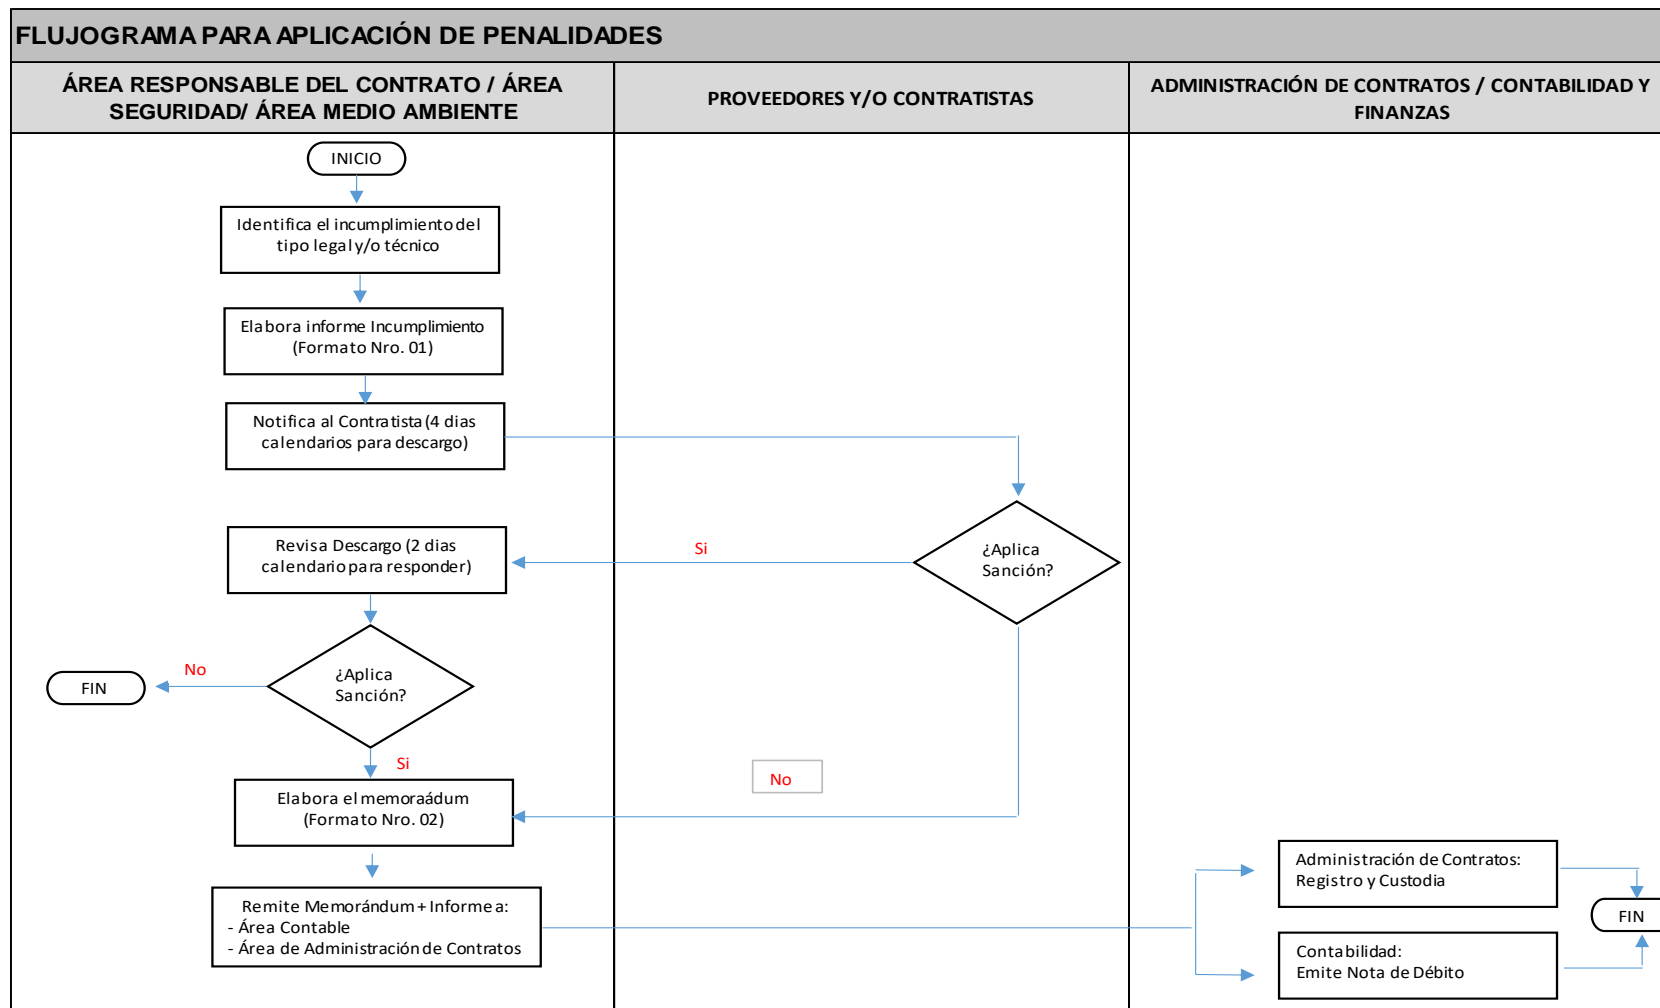 FLUJOGRAMA PARA APLICACIÓN DE PENALIDADES
ÁREA RESPONSABLE DEL CONTRATO / ÁREA
SEGURIDAD/ ÁREA MEDIO AMBIENTE
PROVEEDORES Y/O CONTRATISTAS
ADMINISTRACIÓN DE CONTRATOS / CONTABILIDAD Y
FINANZAS
INICIO
Identifica el incumplimiento del
tipo legal y/o técnico
Elabora informe Incumplimiento
(Formato Nro. 01)
Notifica al Contratista (4 dias
calendarios para descargo)
Revisa Descargo (2 dias
calendario para responder)
Si
¿Aplica
Sanción?
No
FIN
¿Aplica
Sanción?
Si
No
Elabora el memoraádum
(Formato Nro. 02)
Remite Memorándum + Informe a:
- Área Contable
- Área de Administración de Contratos
Administración de Contratos:
Registro y Custodia
FIN
Contabilidad:
Emite Nota de Débito